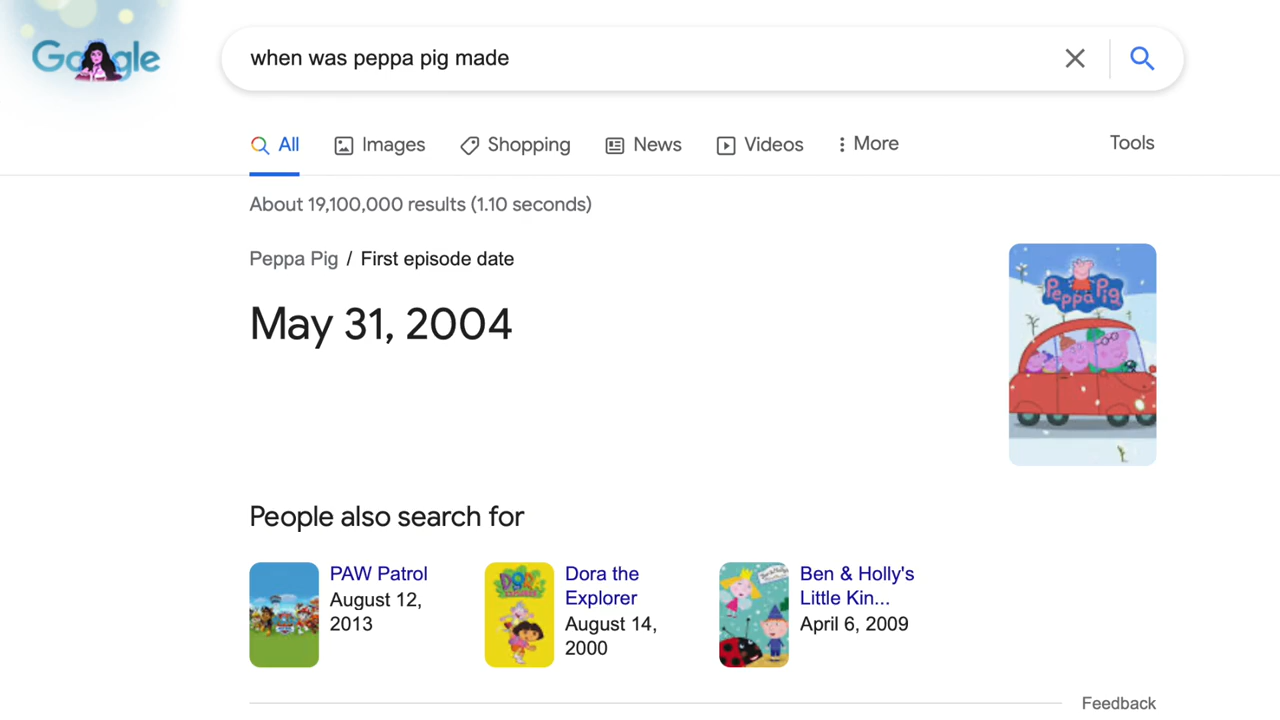 Google
when was peppa pig made
All Images Shopping News Videos More Tools
About 19,100,000 results (1.10 seconds)
Peppa Pig / First episode date
May 31, 2004
Peppa Pig
People also search for
PAW Patrol
August 12,
2013
Dora the
Explorer
August 14,
2000
Ben & Holly's
Little Kin...
April 6, 2009
Feedback